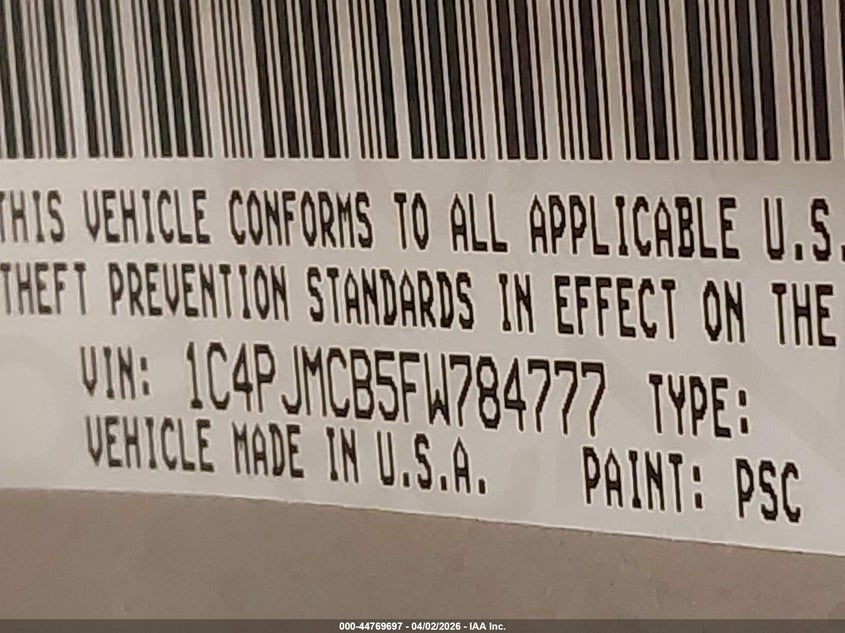 THIS VEHICLE CONFORMS TO ALL APPLICABLE U.S.
THEFT PREVENTION STANDARDS IN EFFECT ON THE
VIN: 1C4PJMCB5FW784777 TYPE:
VEHICLE MADE IN U.S.A. PAINT: PSC
000-44769697 - 04/02/2026 - IAA Inc.